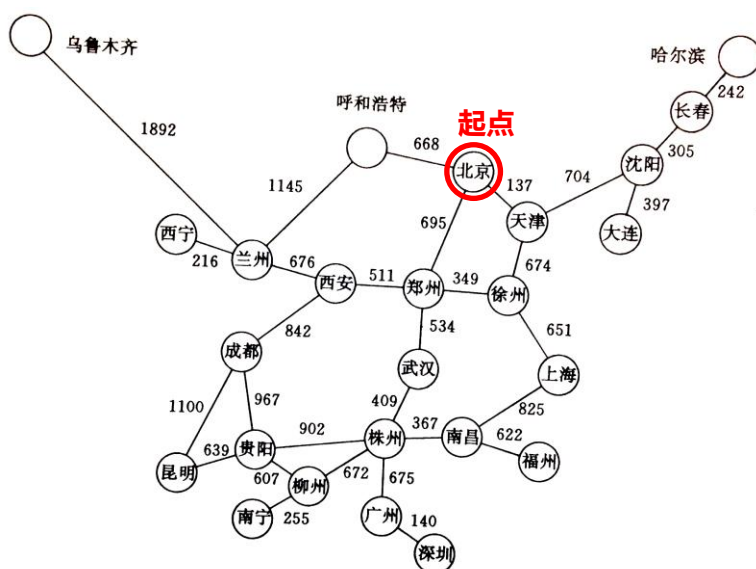 乌鲁木齐
哈尔滨
242
呼和浩特
起点
长春
1892
668
北京
沈阳
305
1145
137
704
天津
397
西宁
695
大连
216
兰州
676
674
西安
511
郑州
349
徐州
842
534
651
成都
武汉
上海
967
409
825
1100
902
367
622
639
贵阳
株州
南昌
昆明
607
672
675
福州
柳州
南宁
255
广州
140
深圳